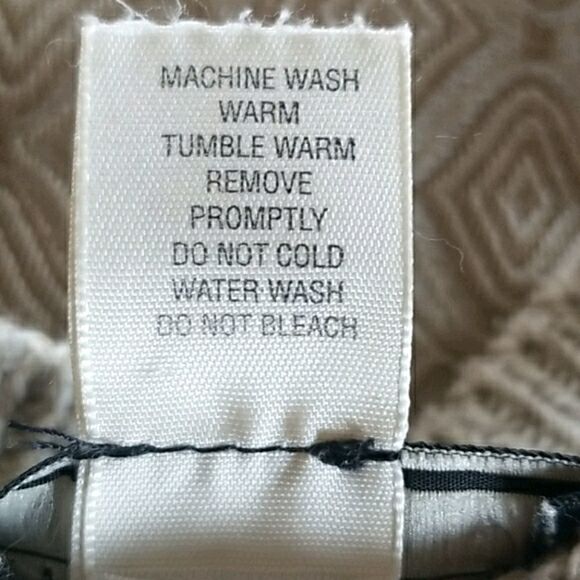 MACHINE WASH
WARM
TUMBLE WARM
REMOVE
PROMPTLY
DO NOT COLD
WATER WASH
DO NOT BLEACH